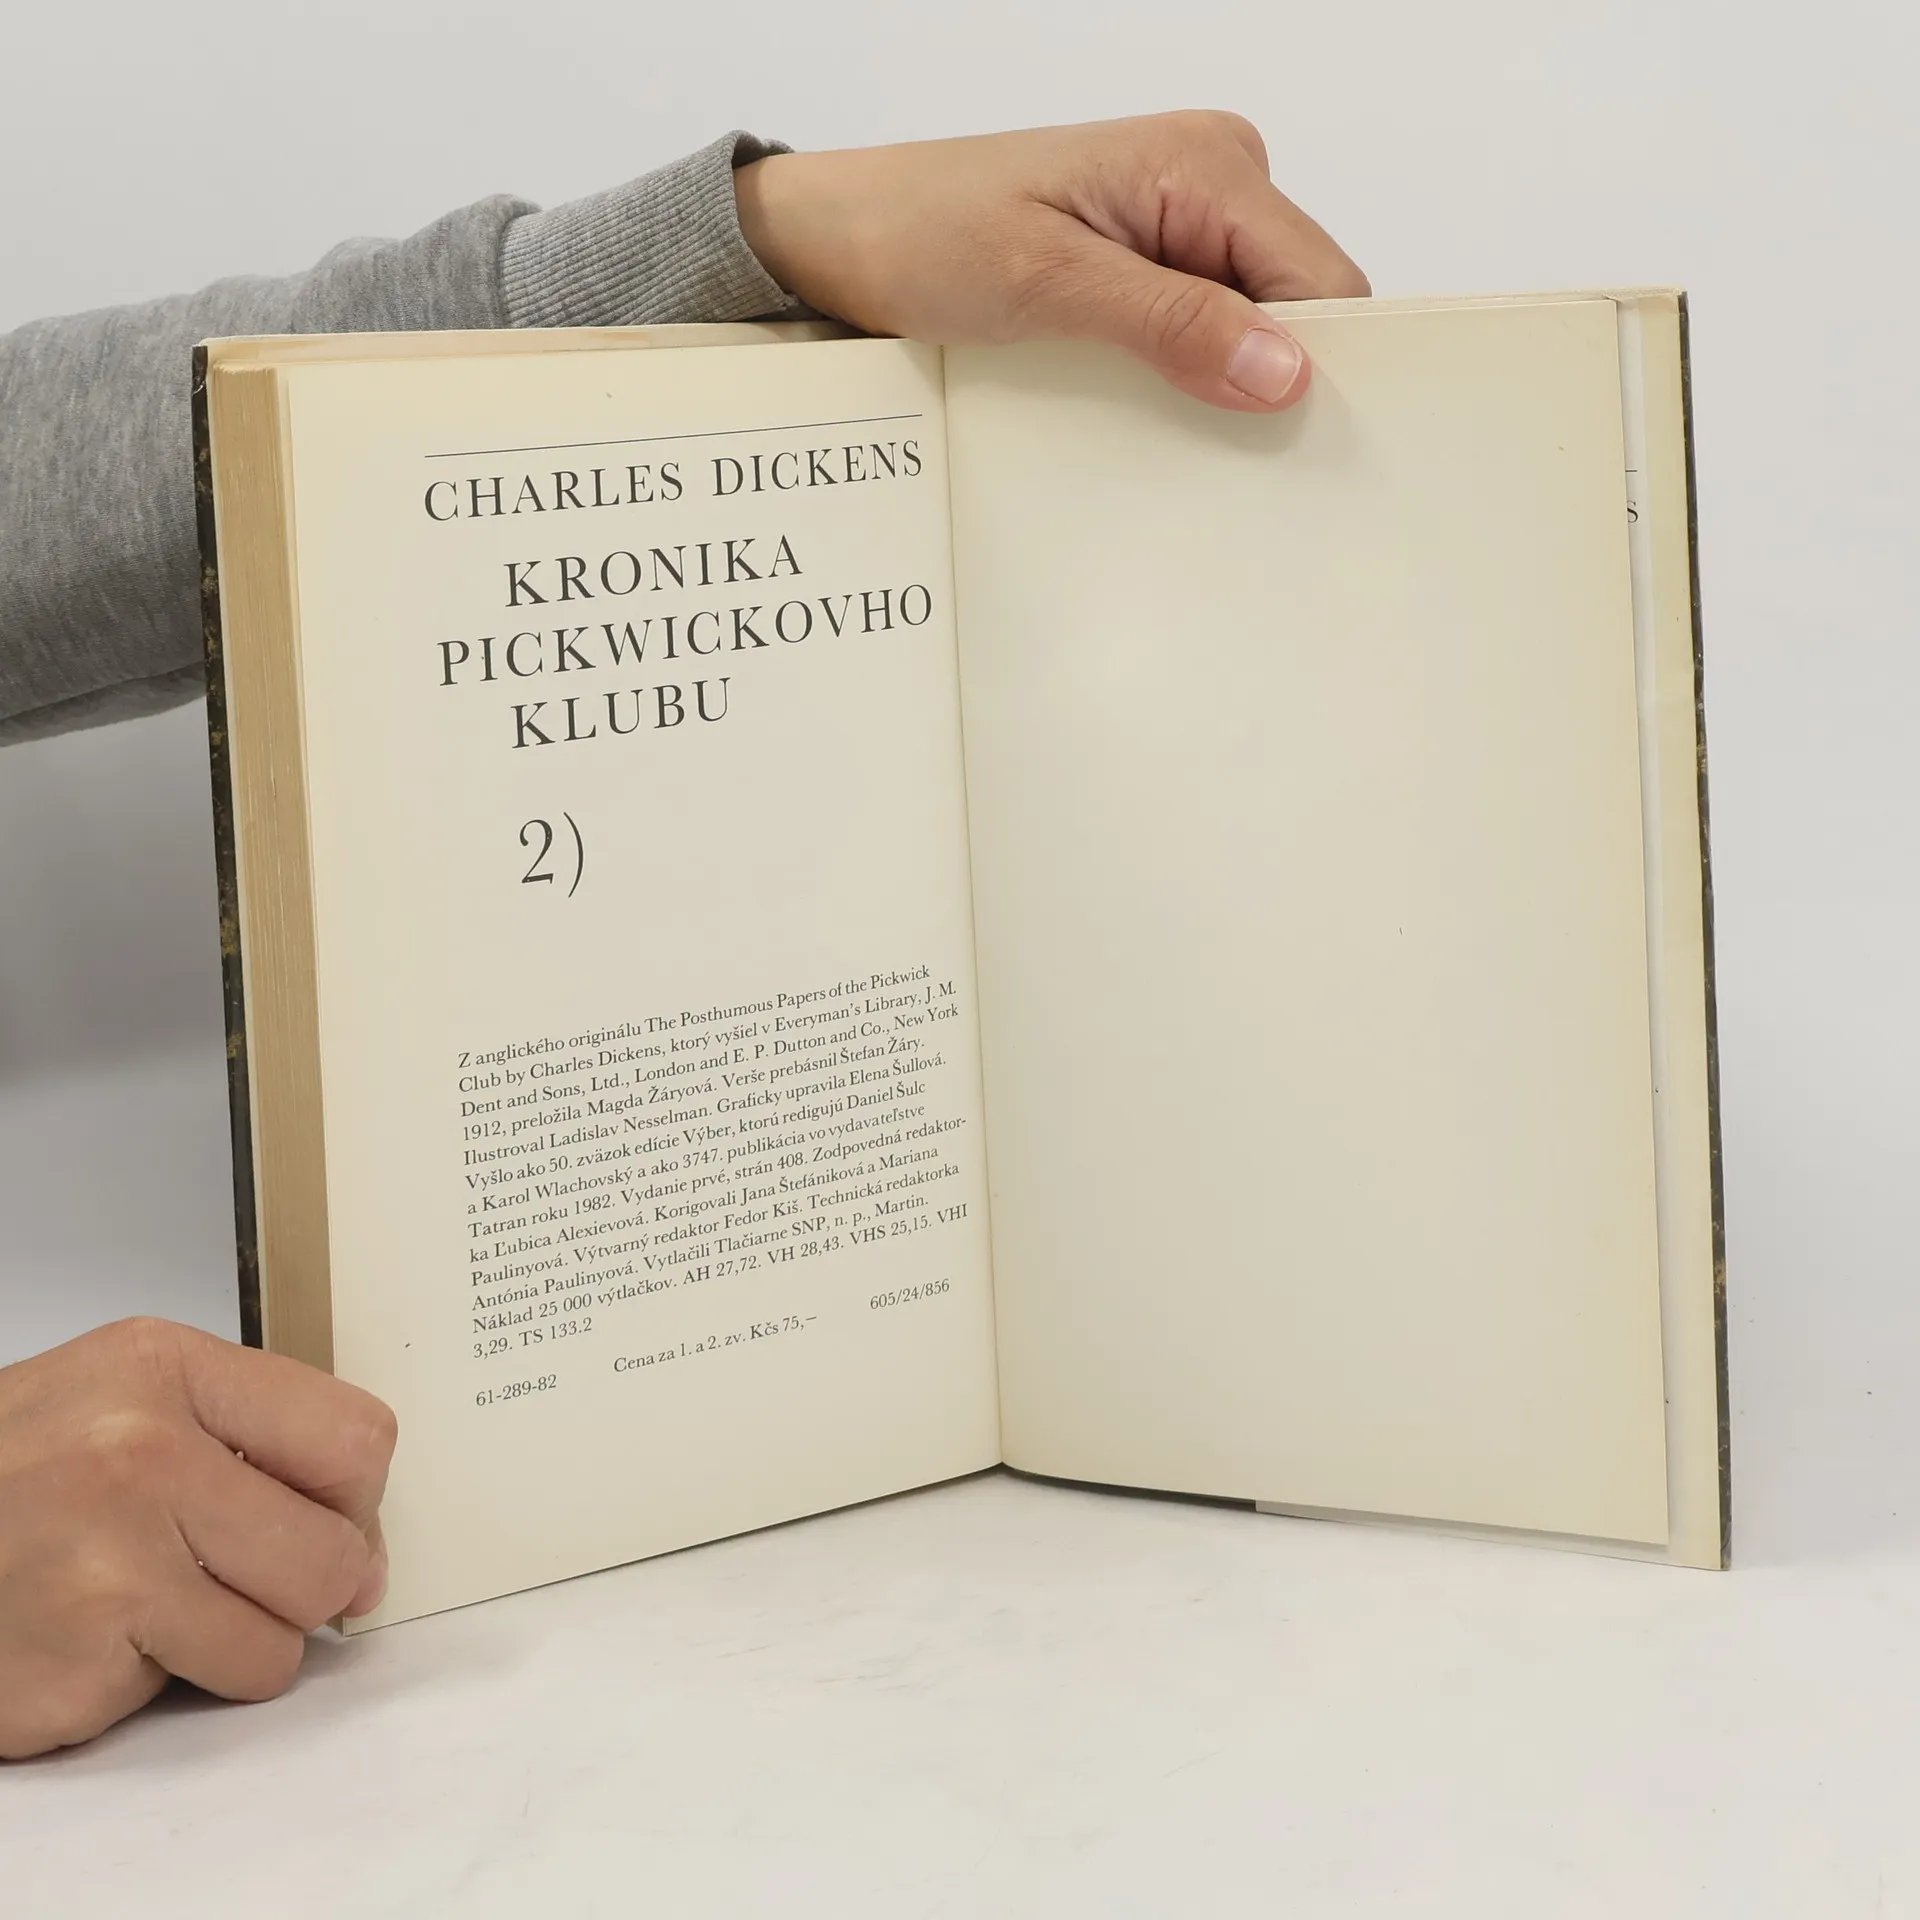 CHARLES DICKENS
KRONIKA
PICKWICKOVHO
KLUBU
2)
Z anglického originálu The Posthumous Papers of the Pickwick
Club by Charles Dickens, ktorý vyšiel v Everyman's Library, J. M.
Dent and Sons, Ltd., London and E. P. Dutton and Co., New York
1912, preložila Magda Žáryová. Verše prebásnil Štefan Žáry.
Ilustroval Ladislav Nesselman. Graficky upravila Elena Šullová.
Vyšlo ako 50. zväzok edície Výber, ktorú redigujú Daniel Šulc
a Karol Wlachovský a ako 3747. publikácia vo vydavateľstve
Tatran roku 1982. Vydanie prvé, strán 408. Zodpovedná redaktor-
ka Ľubica Alexievová. Korigovali Jana Štefániková a Mariana
Paulinyová. Výtvarný redaktor Fedor Kiš. Technická redaktorka
Antónia Paulinyová. Vytlačili Tlačiarne SNP, n. p., Martin.
Náklad 25 000 výtlačkov. AH 27,72. VH 28,43. VHS 25,15. VHI
3,29. TS 133.2
61-289-82 Cena za 1. a 2. zv. Kčs 75,– 605/24/856
S